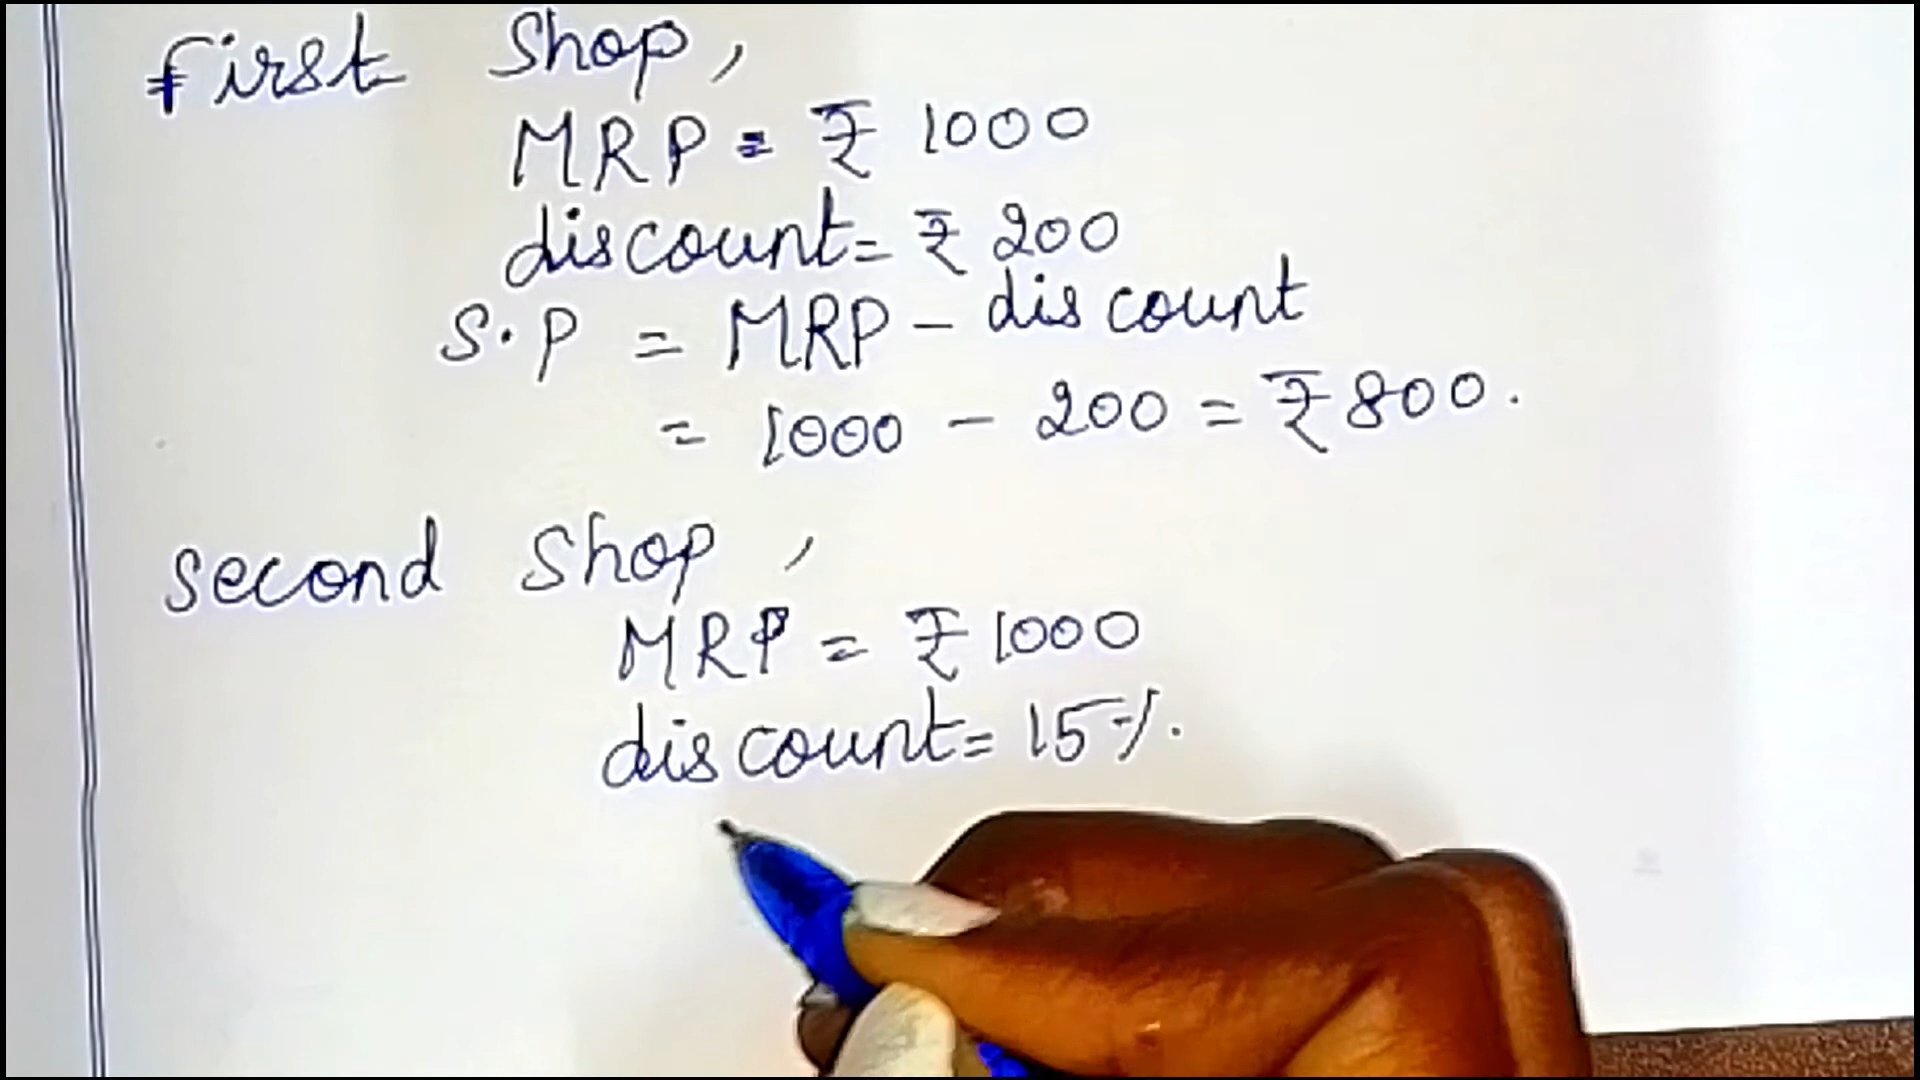 First Shop,
MRP = ₹ 1000
discount = ₹ 200
S.P = MRP - discount
= 1000 - 200 = ₹ 800.
Second Shop,
MRP = ₹ 1000
discount = 15%.